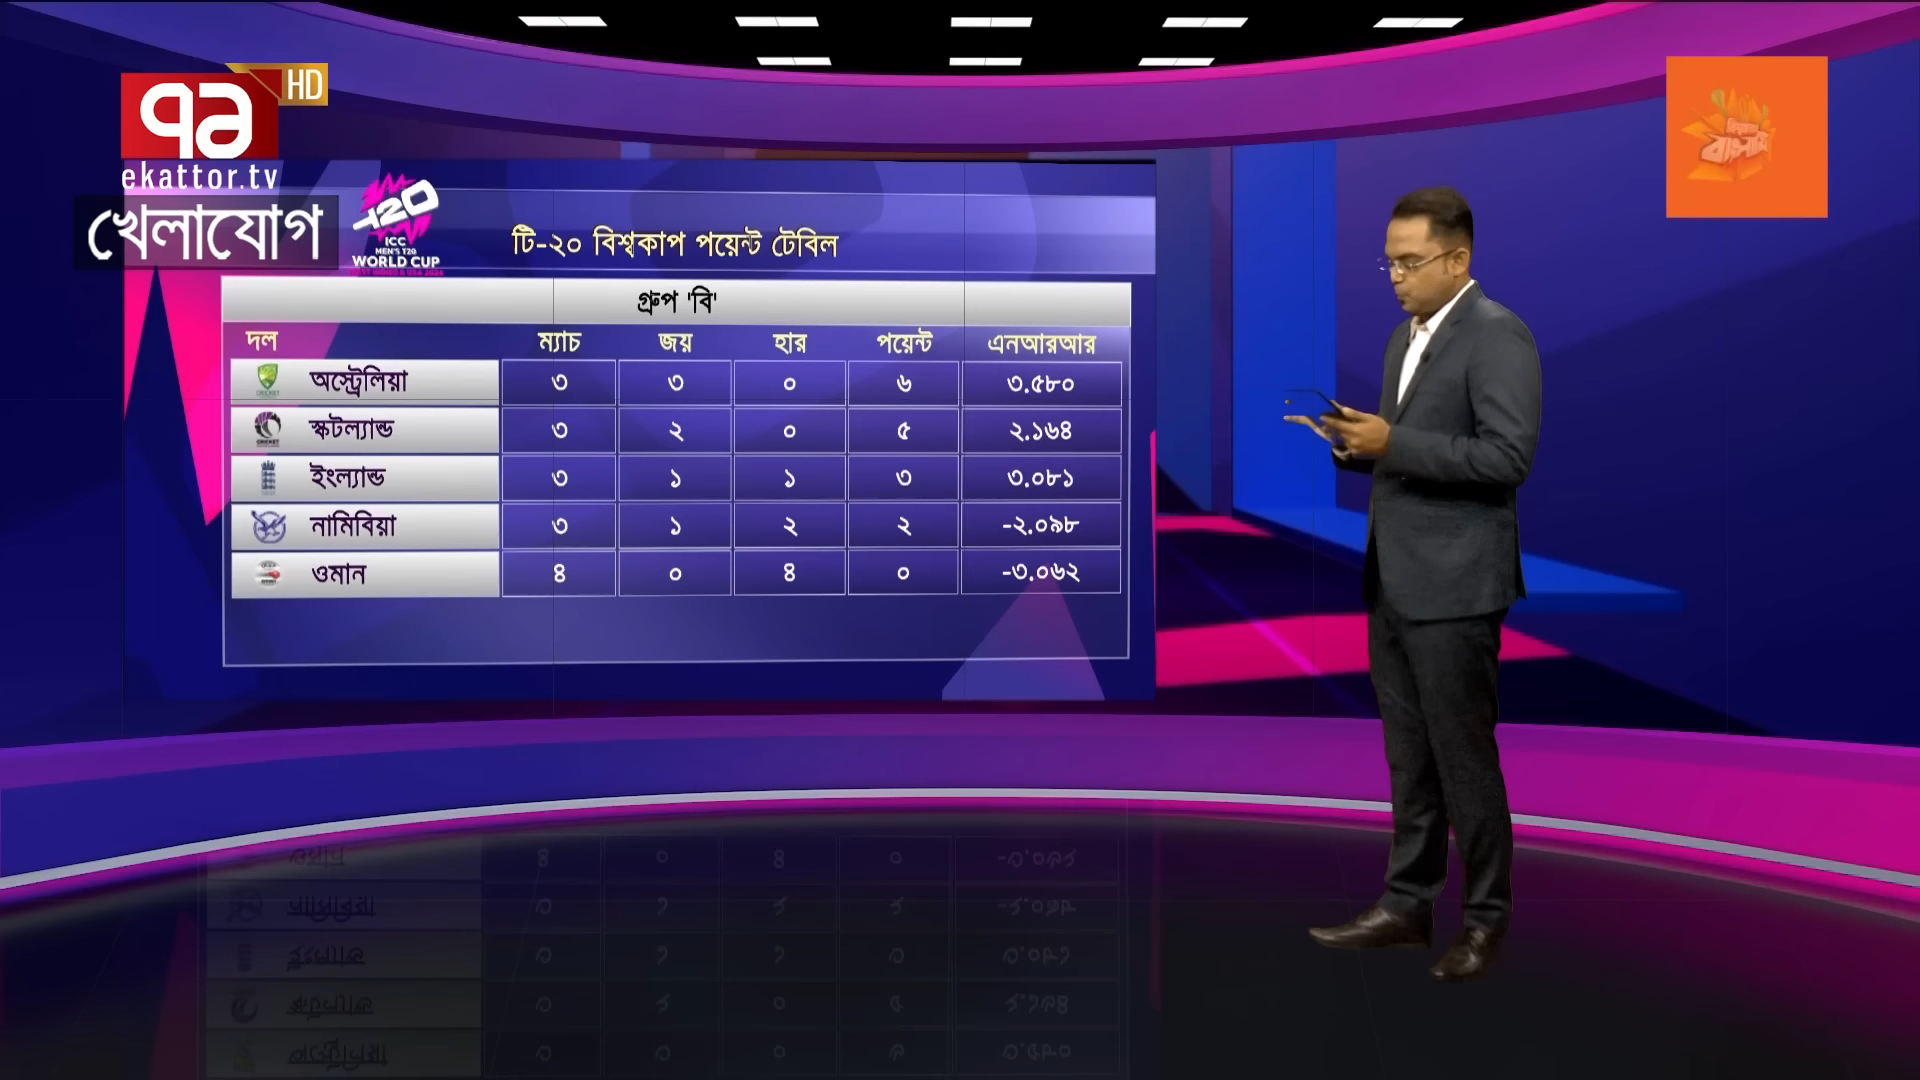 ৭১ HD
ekattor.tv
খেলাযোগ
T20
ICC
MEN'S T20
WORLD CUP
টি-২০ বিশ্বকাপ পয়েন্ট টেবিল
গ্রুপ 'বি'
দল ম্যাচ জয় হার পয়েন্ট এনআরআর
অস্ট্রেলিয়া ৩ ৩ ০ ৬ ৩.৫৮০
স্কটল্যান্ড ৩ ২ ০ ৫ ২.১৬৪
ইংল্যান্ড ৩ ১ ১ ৩ ৩.০৮১
নামিবিয়া ৩ ১ ২ ২ -২.০৯৮
ওমান ৪ ০ ৪ ০ -৩.০৬২